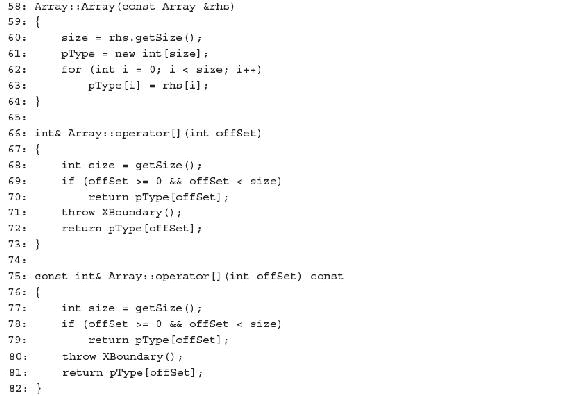 58: Array::Array(const Array &rhs)
59: {
60:     size = rhs.getSize();
61:     pType = new int[size];
62:     for (int i = 0; i < size; i++)
63:         pType[i] = rhs[i];
64: }
65:
66: int& Array::operator[](int offSet)
67: {
68:     int size = getSize();
69:     if (offSet >= 0 && offSet < size)
70:         return pType[offSet];
71:     throw XBoundary();
72:     return pType[offSet];
73: }
74:
75: const int& Array::operator[](int offSet) const
76: {
77:     int size = getSize();
78:     if (offSet >= 0 && offSet < size)
79:         return pType[offSet];
80:     throw XBoundary();
81:     return pType[offSet];
82: }